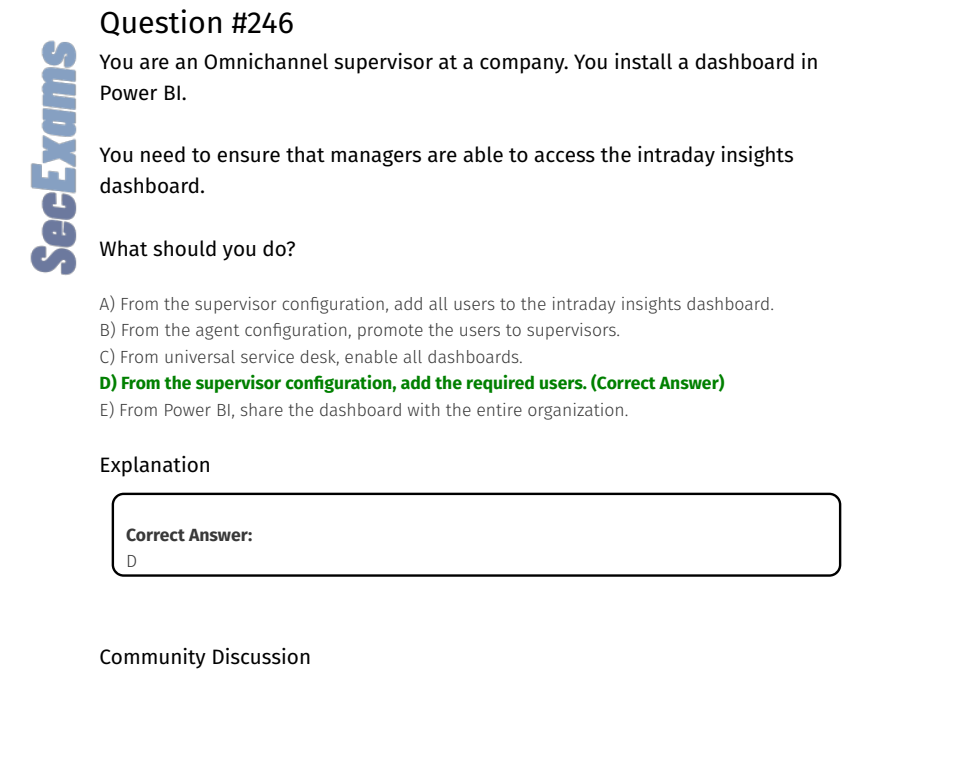 SecExams
Question #246
You are an Omnichannel supervisor at a company. You install a dashboard in
Power BI.
You need to ensure that managers are able to access the intraday insights
dashboard.
What should you do?
A) From the supervisor configuration, add all users to the intraday insights dashboard.
B) From the agent configuration, promote the users to supervisors.
C) From universal service desk, enable all dashboards.
D) From the supervisor configuration, add the required users. (Correct Answer)
E) From Power BI, share the dashboard with the entire organization.
Explanation
Correct Answer:
D
Community Discussion